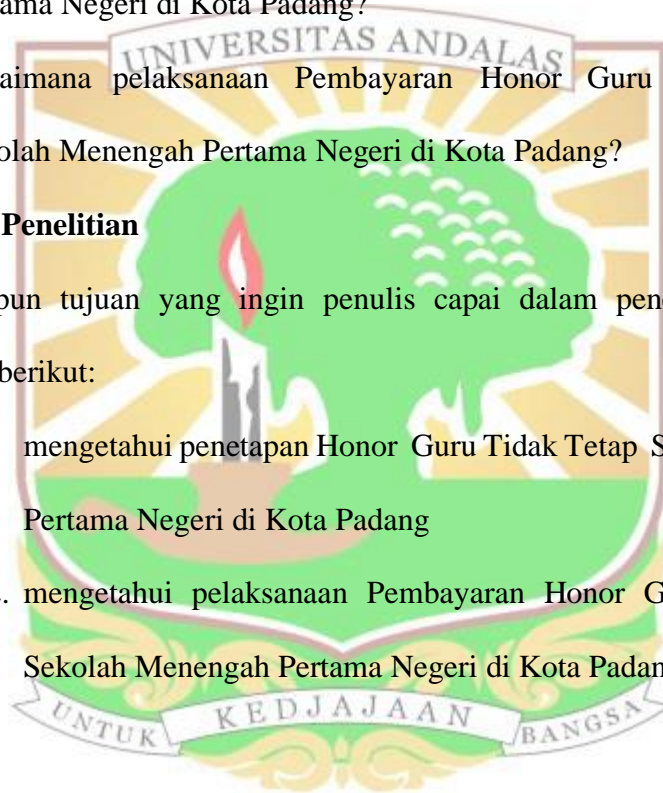 tama Negeri di Kota Padang?
UNIVERSITAS ANDALAS
aimana pelaksanaan Pembayaran Honor Guru
olah Menengah Pertama Negeri di Kota Padang?
Penelitian
pun tujuan yang ingin penulis capai dalam pene
berikut:
mengetahui penetapan Honor Guru Tidak Tetap S
Pertama Negeri di Kota Padang
. mengetahui pelaksanaan Pembayaran Honor G
Sekolah Menengah Pertama Negeri di Kota Padan
UNTUK KEDJAJAAN BANGSA